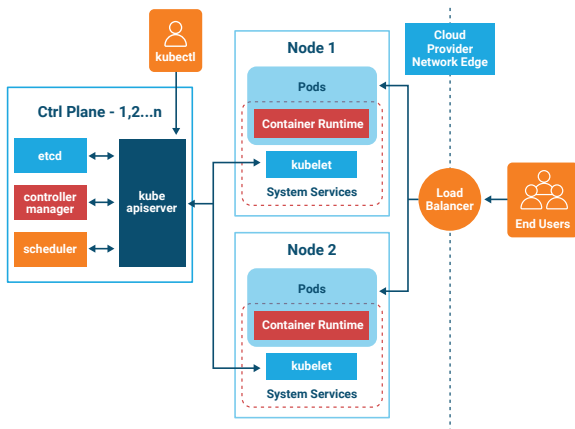 kubectl
Ctrl Plane - 1,2...n
etcd
controller
manager
scheduler
kube
apiserver
Node 1
Pods
Container Runtime
kubelet
System Services
Node 2
Pods
Container Runtime
kubelet
System Services
Cloud
Provider
Network Edge
Load
Balancer
End Users